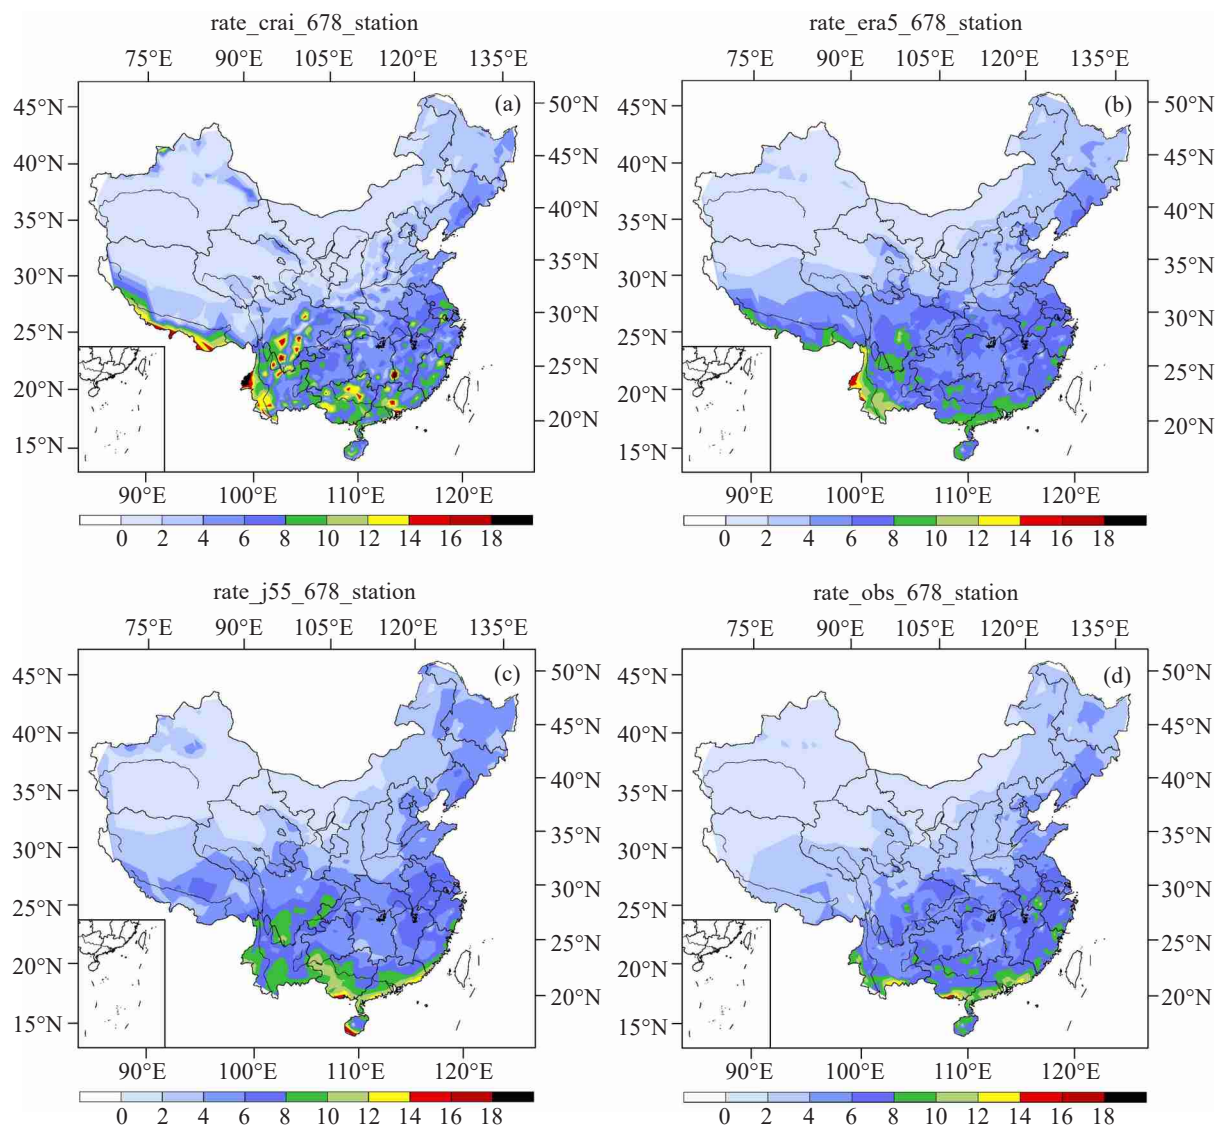 rate_crai_678_station
75°E 90°E 105°E 120°E 135°E
(a)
45°N 40°N 35°N 30°N 25°N 20°N 15°N
50°N 45°N 40°N 35°N 30°N 25°N 20°N
90°E 100°E 110°E 120°E
0 2 4 6 8 10 12 14 16 18
rate_era5_678_station
75°E 90°E 105°E 120°E 135°E
(b)
45°N 40°N 35°N 30°N 25°N 20°N 15°N
50°N 45°N 40°N 35°N 30°N 25°N 20°N
90°E 100°E 110°E 120°E
0 2 4 6 8 10 12 14 16 18
rate_j55_678_station
75°E 90°E 105°E 120°E 135°E
(c)
45°N 40°N 35°N 30°N 25°N 20°N 15°N
50°N 45°N 40°N 35°N 30°N 25°N 20°N
90°E 100°E 110°E 120°E
0 2 4 6 8 10 12 14 16 18
rate_obs_678_station
75°E 90°E 105°E 120°E 135°E
(d)
45°N 40°N 35°N 30°N 25°N 20°N 15°N
50°N 45°N 40°N 35°N 30°N 25°N 20°N
90°E 100°E 110°E 120°E
0 2 4 6 8 10 12 14 16 18